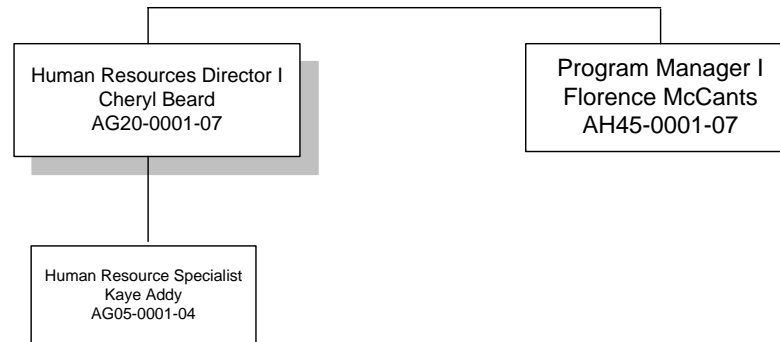 Human Resources Director I
Cheryl Beard
AG20-0001-07
Program Manager I
Florence McCants
AH45-0001-07
Human Resource Specialist
Kaye Addy
AG05-0001-04